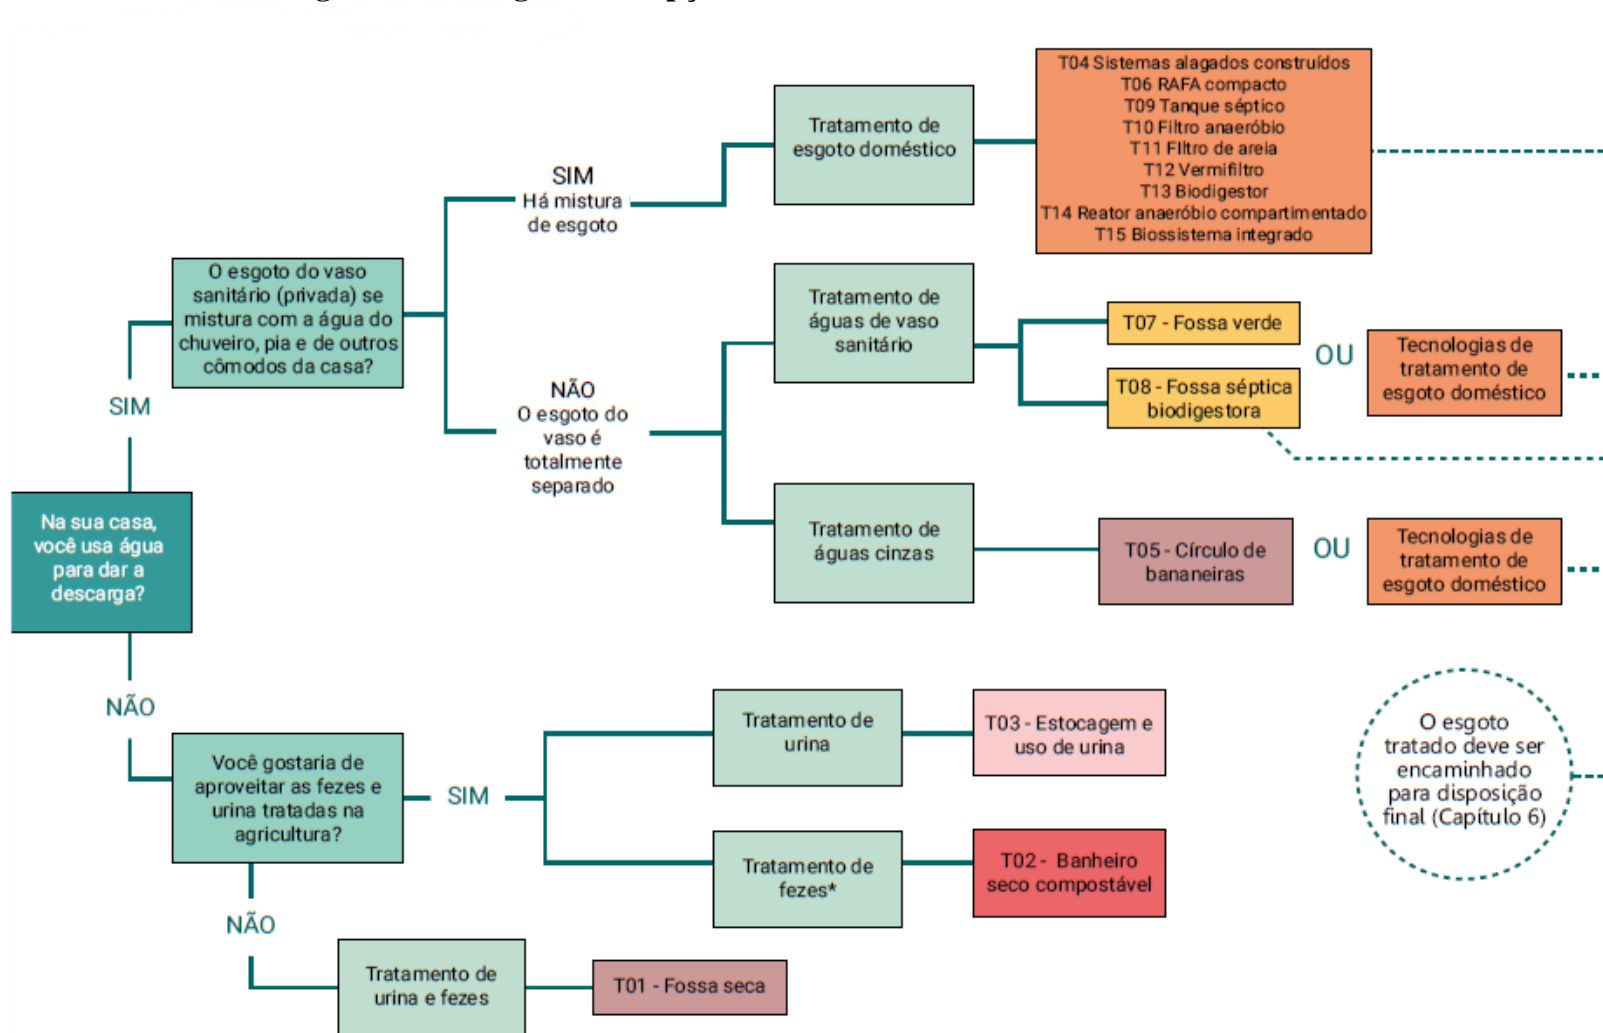 T04 Sistemas alagados construídos
T06 RAFA compacto
T09 Tanque séptico
T10 Filtro anaeróbio
T11 FIltro de areia
T12 Vermifiltro
T13 Biodigestor
T14 Reator anaeróbio compartimentado
T15 Biossistema integrado
Tratamento de
esgoto doméstico
SIM
Há mistura
de esgoto
O esgoto do vaso
sanitário (privada) se
mistura com a água do
chuveiro, pia e de outros
cômodos da casa?
Tratamento de
águas de vaso
sanitário
T07 - Fossa verde
T08 - Fossa séptica
biodigestora
OU
Tecnologias de
tratamento de
esgoto doméstico
SIM
NÃO
O esgoto do
vaso é
totalmente
separado
Na sua casa,
você usa água
para dar a
descarga?
Tratamento de
águas cinzas
T05 - Círculo de
bananeiras
OU
Tecnologias de
tratamento de
esgoto doméstico
NÃO
Você gostaria de
aproveitar as fezes e
urina tratadas na
agricultura?
SIM
Tratamento de
urina
T03 - Estocagem e
uso de urina
Tratamento de
fezes*
T02 - Banheiro
seco compostável
O esgoto
tratado deve ser
encaminhado
para disposição
final (Capítulo 6)
NÃO
Tratamento de
urina e fezes
T01 - Fossa seca